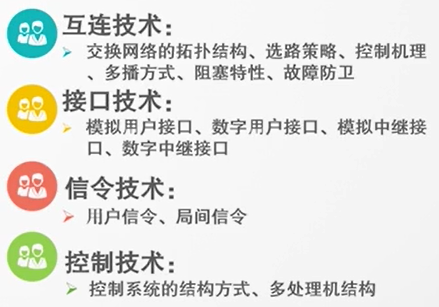 互连技术：
交换网络的拓扑结构、选路策略、控制机理
、多播方式、阻塞特性、故障防卫
接口技术：
模拟用户接口、数字用户接口、模拟中继接
口、数字中继接口
信令技术：
用户信令、局间信令
控制技术：
控制系统的结构方式、多处理机结构